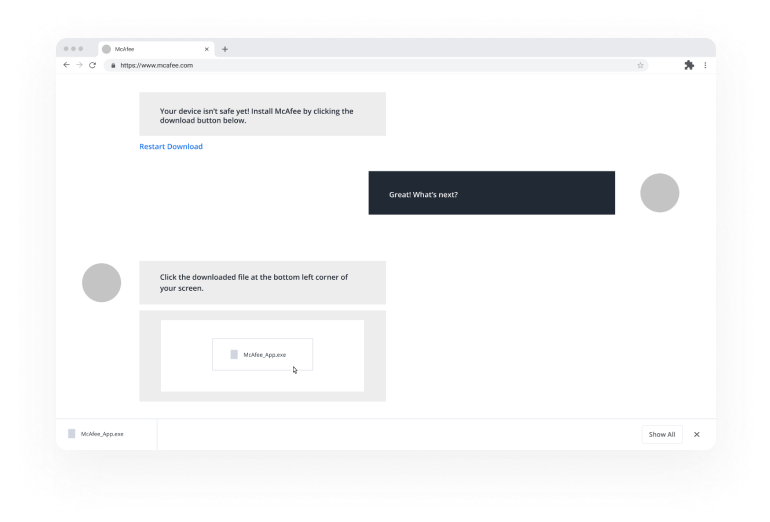 McAfee
https://www.mcafee.com
Your device isn't safe yet! Install McAfee by clicking the
download button below.
Restart Download
Great! What's next?
Click the downloaded file at the bottom left corner of
your screen.
McAfee_App.exe
McAfee_App.exe
Show All